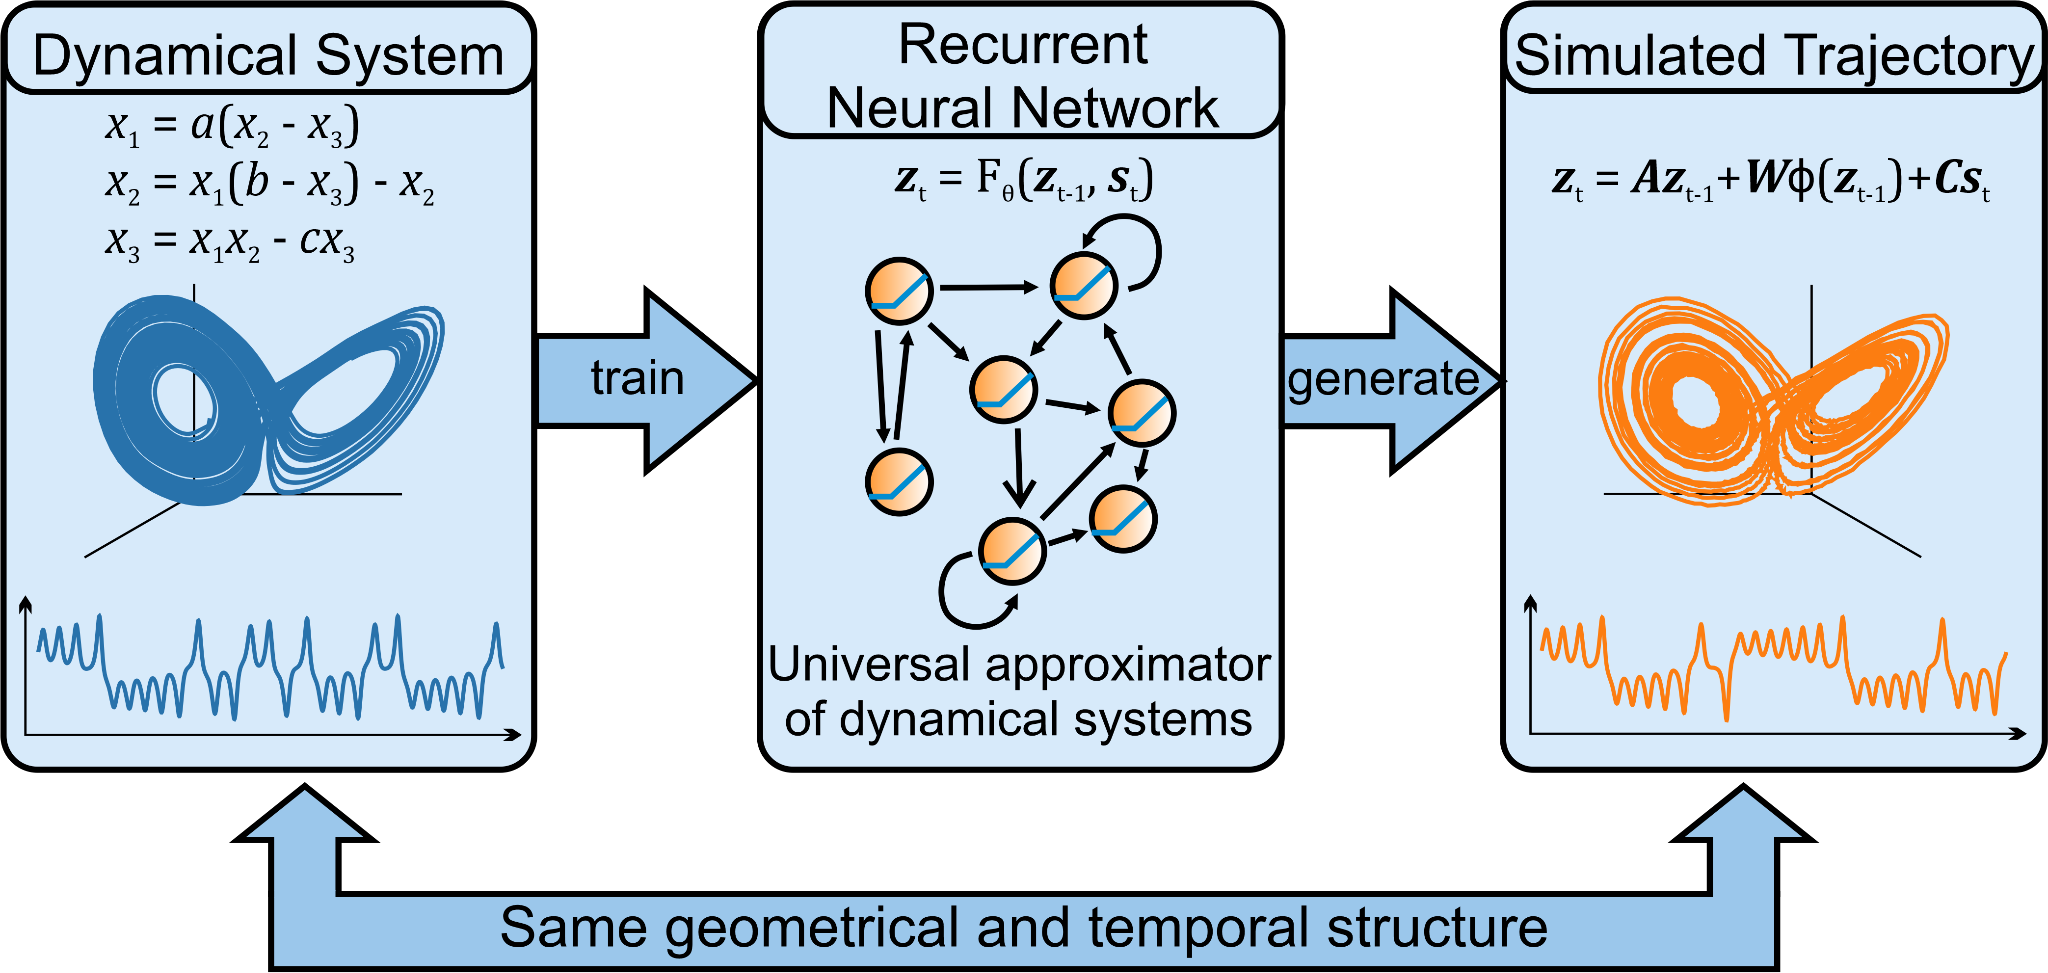 Dynamical System
x₁ = a(x₂ - x₃)
x₂ = x₁(b - x₃) - x₂
x₃ = x₁x₂ - cx₃
train
Recurrent
Neural Network
zₜ = Fθ(zₜ₋₁, sₜ)
Universal approximator
of dynamical systems
generate
Simulated Trajectory
zₜ = Azₜ₋₁+Wϕ(zₜ₋₁)+Csₜ
Same geometrical and temporal structure